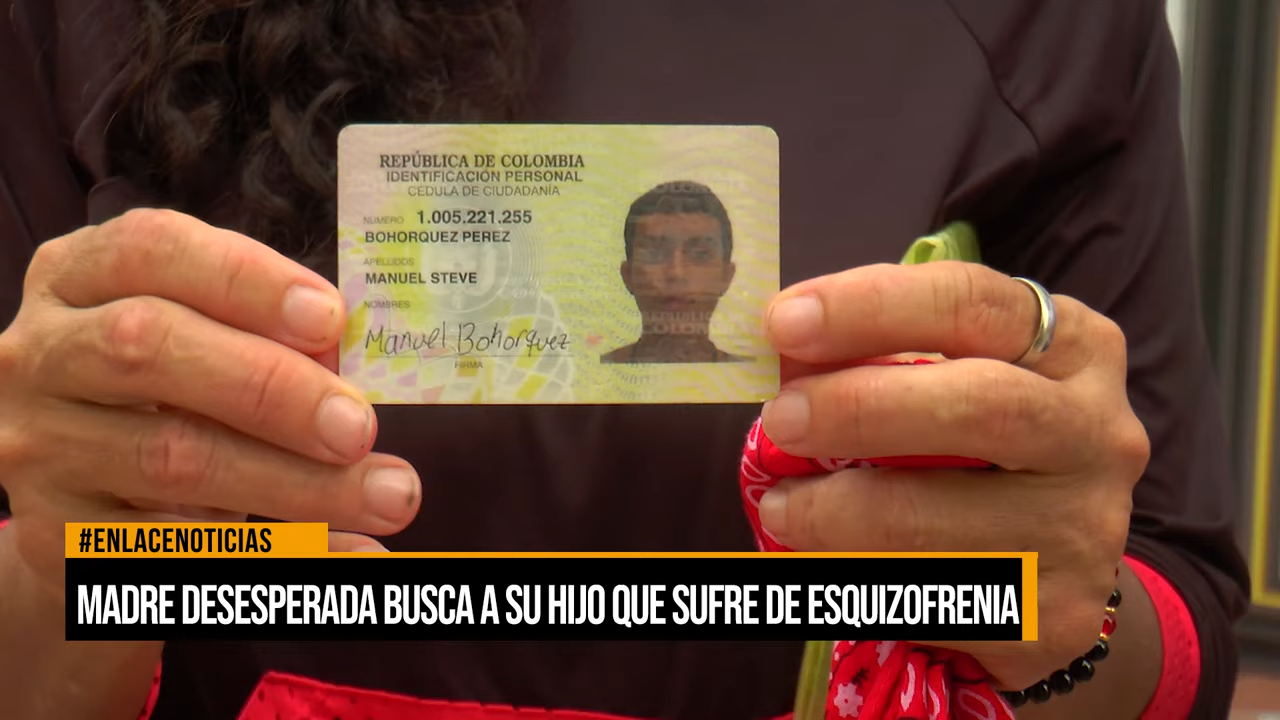 REPÚBLICA DE COLOMBIA
IDENTIFICACIÓN PERSONAL
CEDULA DE CIUDADANÍA
NUMERO 1.005.221.255
BOHORQUEZ PEREZ
APELLIDOS
MANUEL STEVE
NOMBRES
Manuel Bohorquez
FIRMA
#ENLACENOTICIAS
MADRE DESESPERADA BUSCA A SU HIJO QUE SUFRE DE ESQUIZOFRENIA